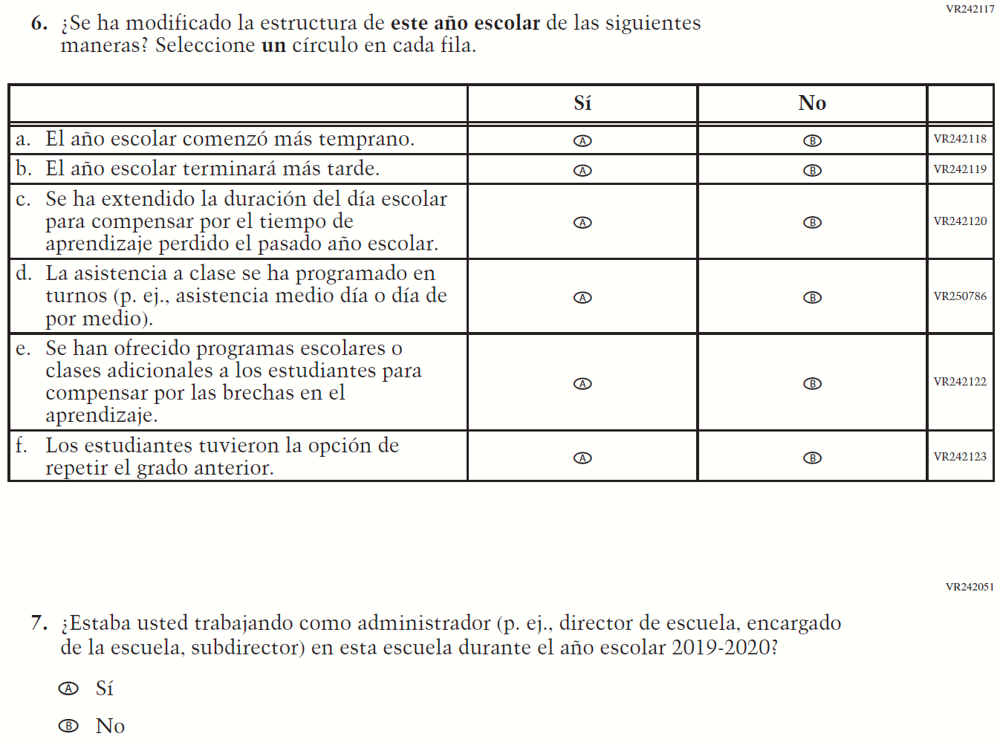 VR242117
6. ¿Se ha modificado la estructura de este año escolar de las siguientes
maneras? Seleccione un círculo en cada fila.
Sí No
a. El año escolar comenzó más temprano. A B VR242118
b. El año escolar terminará más tarde. A B VR242119
c. Se ha extendido la duración del día escolar
para compensar por el tiempo de
aprendizaje perdido el pasado año escolar. A B VR242120
d. La asistencia a clase se ha programado en
turnos (p. ej., asistencia medio día o día de
por medio). A B VR250786
e. Se han ofrecido programas escolares o
clases adicionales a los estudiantes para
compensar por las brechas en el
aprendizaje. A B VR242122
f. Los estudiantes tuvieron la opción de
repetir el grado anterior. A B VR242123
VR242051
7. ¿Estaba usted trabajando como administrador (p. ej., director de escuela, encargado
de la escuela, subdirector) en esta escuela durante el año escolar 2019-2020?
A Sí
B No